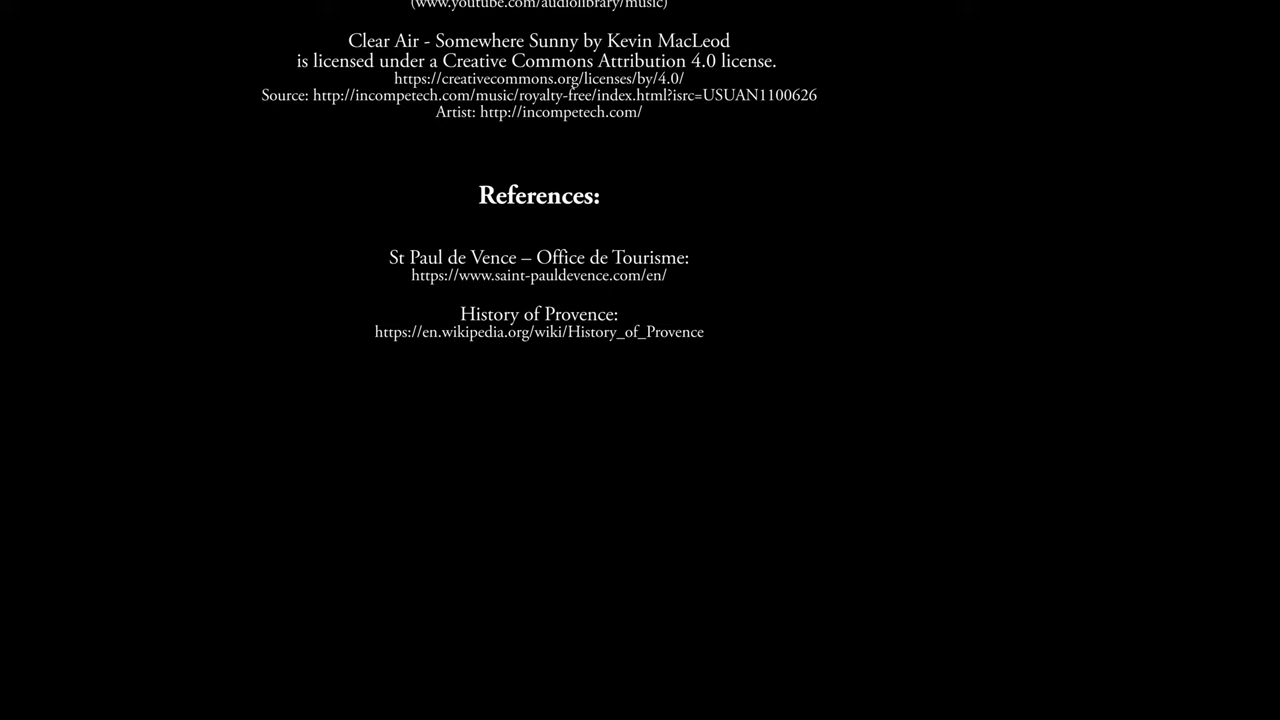 (www.youtube.com/audiolibrary/music)
Clear Air - Somewhere Sunny by Kevin MacLeod
is licensed under a Creative Commons Attribution 4.0 license.
https://creativecommons.org/licenses/by/4.0/
Source: http://incompetech.com/music/royalty-free/index.html?isrc=USUAN1100626
Artist: http://incompetech.com/
References:
St Paul de Vence – Office de Tourisme:
https://www.saint-pauldevence.com/en/
History of Provence:
https://en.wikipedia.org/wiki/History_of_Provence